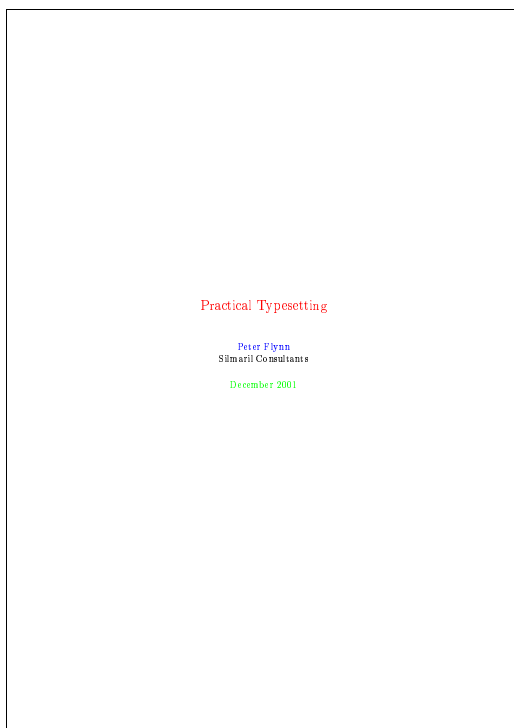 Practical Typesetting
Peter Flynn
Silmaril Consultants
December 2001